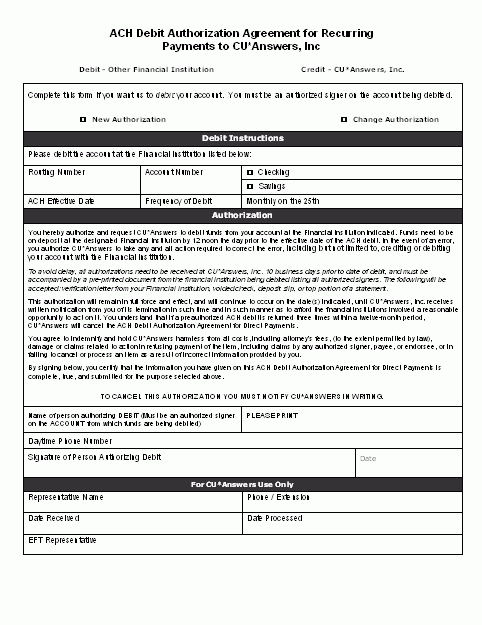 ACH Debit Authorization Agreement for Recurring
Payments to CU*Answers, Inc
Debit - Other Financial Institution Credit - CU*Answers, Inc.
Complete this form if you want us to debit your account. You must be an authorized signer on the account being debited.
New Authorization Change Authorization
Debit Instructions
Please debit the account at the Financial Institution listed below:
Routing Number Account Number Checking
Savings
ACH Effective Date Frequency of Debit Monthly on the 25th
Authorization
You hereby authorize and request CU*Answers to debit funds from your account at the Financial Institution indicated. Funds need to be
on deposit at the designated Financial Institution by 12 noon the day prior to the effective date of the ACH debit. In the event of an error,
you authorize CU*Answers to take any and all action required to correct the error, including but not limited to, crediting or debiting
your account with the Financial Institution.
To avoid delay, all authorizations need to be received at CU*Answers, Inc. 10 business days prior to date of debit, and must be
accompanied by a pre-printed document from the financial institution being debited listing all authorized signers. The following will be
accepted: verification letter from your Financial Institution, voided check, deposit slip, or top portion of a statement.
This authorization will remain in full force and effect, and will continue to occur on the date(s) indicated, until CU*Answers, Inc. receives
written notification from you of its termination in such time and in such manner as to afford the financial institutions involved a reasonable
opportunity to act on it. You understand that if a preauthorized ACH debit is returned three times within a twelve-month period,
CU*Answers will cancel the ACH Debit Authorization Agreement for Direct Payments.
You agree to indemnify and hold CU*Answers harmless from all costs, including attorney's fees, (to the extent permitted by law),
damage or claims related to action in refusing payment of the item, including claims by any authorized signer, payee, or endorsee, or in
failing to cancel or process an item as a result of incorrect information provided by you.
By signing below, you certify that the information you have given on this ACH Debit Authorization Agreement for Direct Payments is
complete, true, and submitted for the purpose selected above.
TO CANCEL THIS AUTHORIZATION YOU MUST NOTIFY CU*ANSWERS IN WRITING.
Name of person authorizing DEBIT (Must be an authorized signer PLEASE PRINT
on the ACCOUNT from which funds are being debited)
Daytime Phone Number
Signature of Person Authorizing Debit Date
For CU*Answers Use Only
Representative Name Phone / Extension
Date Received Date Processed
EFT Representative